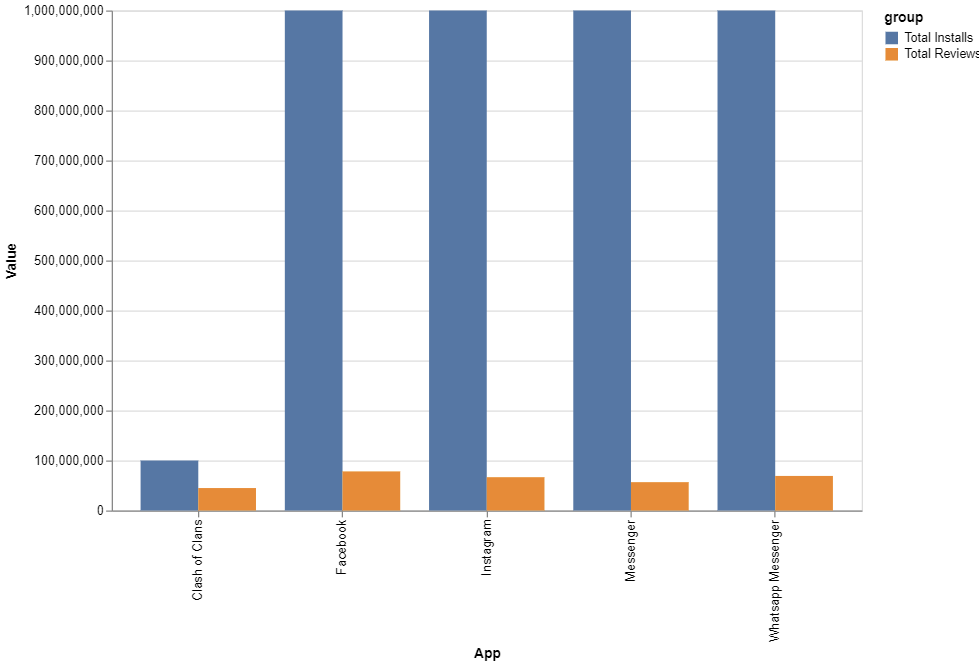 1,000,000,000
900,000,000
800,000,000
700,000,000
600,000,000
500,000,000
400,000,000
300,000,000
200,000,000
100,000,000
0
Value
Clash of Clans
Facebook
Instagram
Messenger
Whatsapp Messenger
App
group
Total Installs
Total Reviews